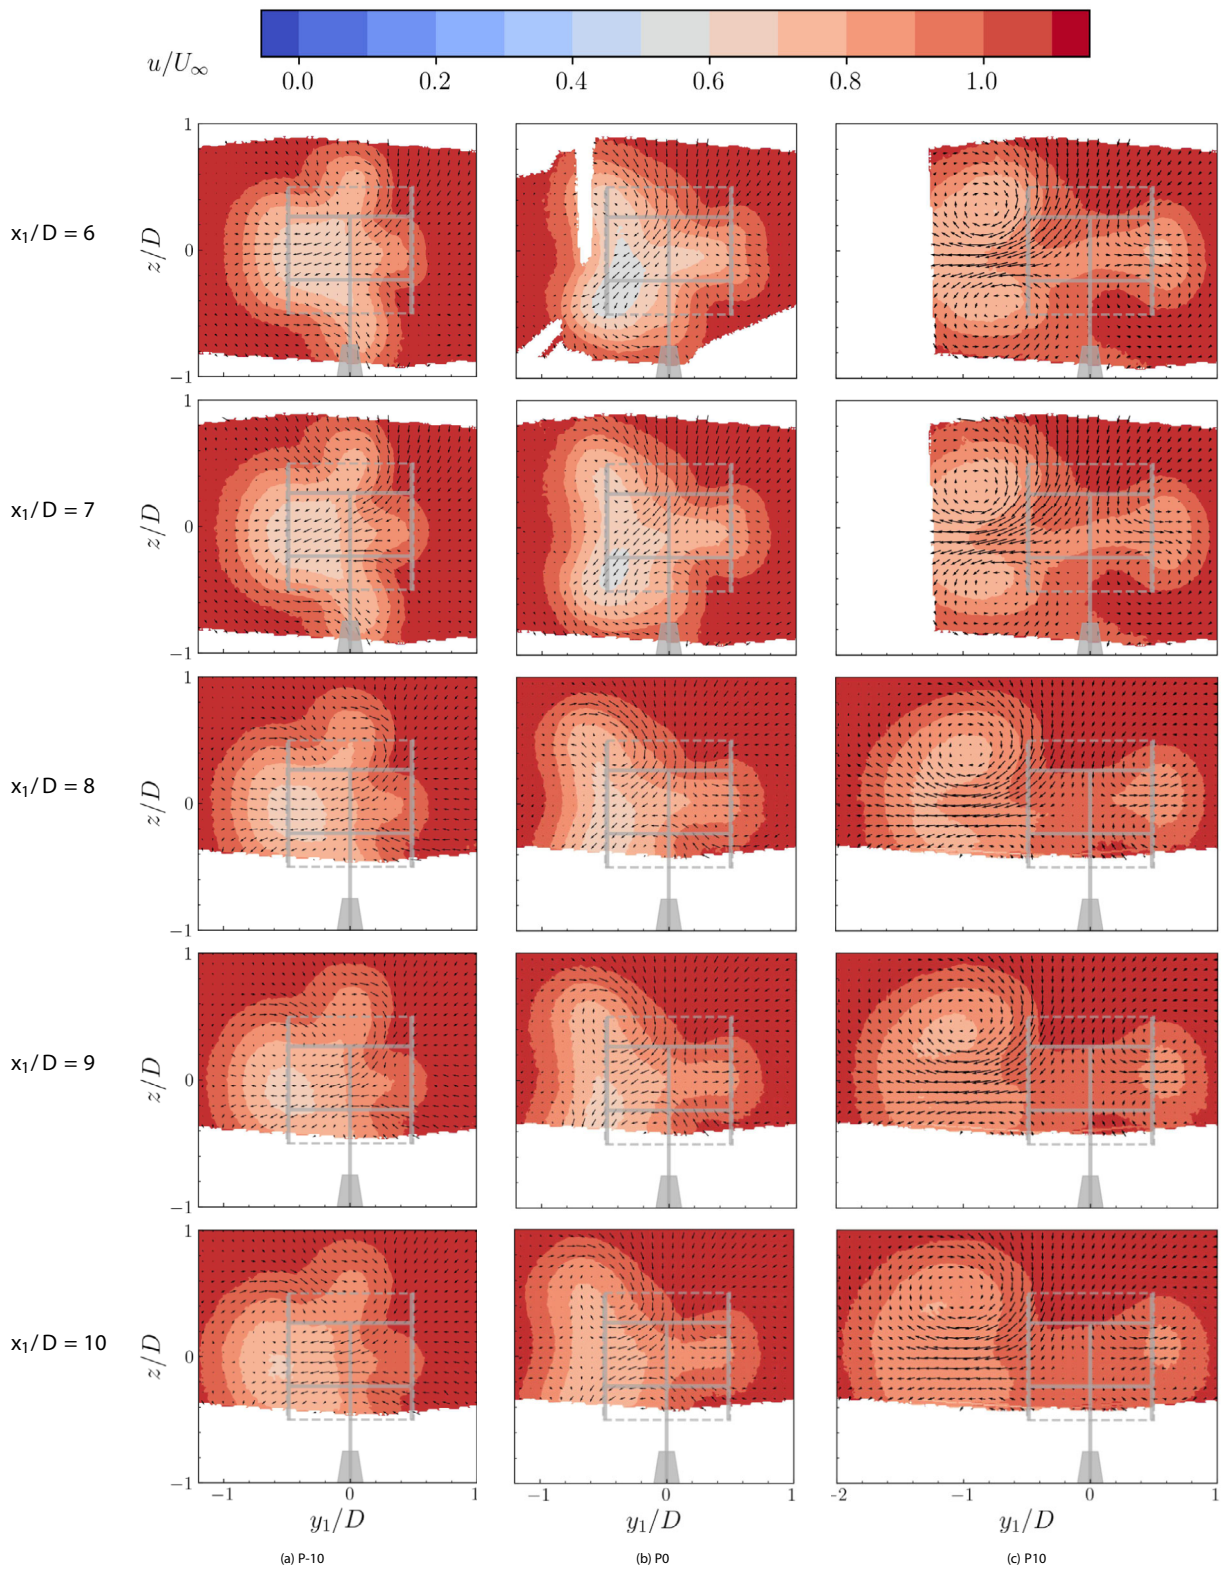 u/U∞
0.0 0.2 0.4 0.6 0.8 1.0
x₁/D = 6
z/D
1
0
−1
x₁/D = 7
z/D
1
0
−1
x₁/D = 8
z/D
1
0
−1
x₁/D = 9
z/D
1
0
−1
x₁/D = 10
z/D
1
0
−1
−1 0 1 −1 0 1 -2 −1 0 1
y₁/D y₁/D y₁/D
(a) P-10 (b) P0 (c) P10